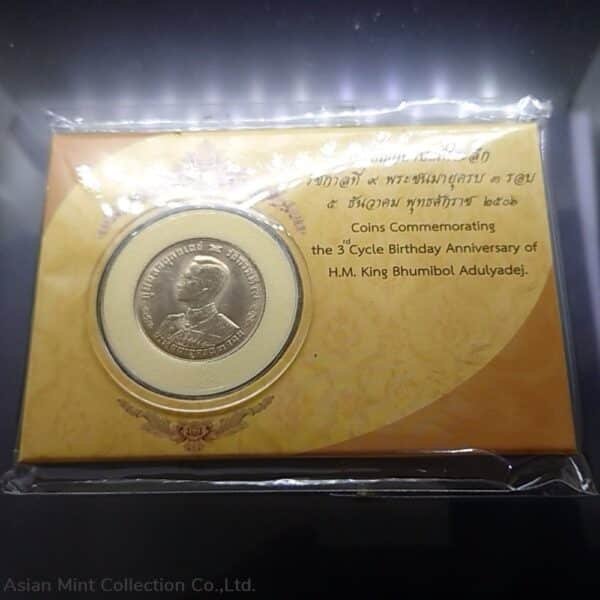 รัชกาลที่ ๙ พระชนมายุครบ ๓ รอบ
๕ ธันวาคม พุทธศักราช ๒๕๐๖
Coins Commemorating
the 3rd Cycle Birthday Anniversary of
H.M. King Bhumibol Adulyadej.
Asian Mint Collection Co.,Ltd.